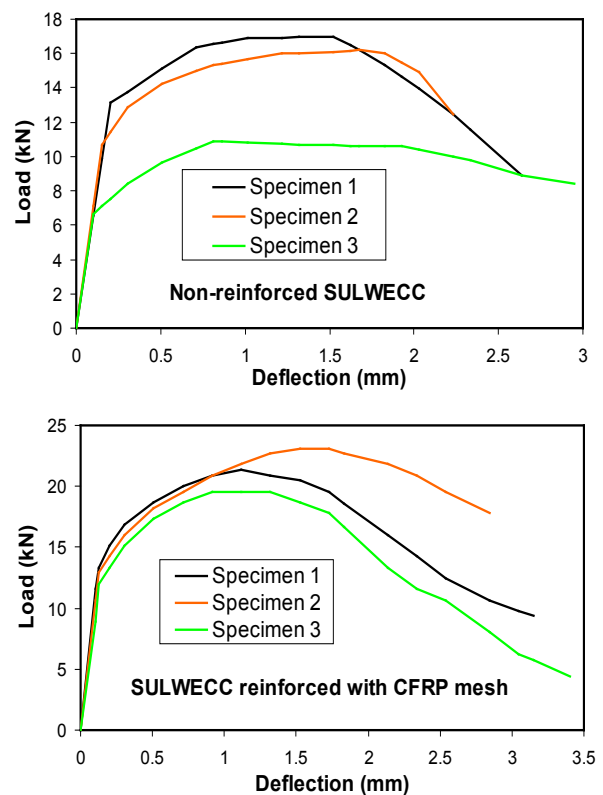 Load (kN)
18
16
14
12
10
8
6
4
2
0
Specimen 1
Specimen 2
Specimen 3
Non-reinforced SULWECC
0 0.5 1 1.5 2 2.5 3
Deflection (mm)
Load (kN)
25
20
15
10
5
0
Specimen 1
Specimen 2
Specimen 3
SULWECC reinforced with CFRP mesh
0 0.5 1 1.5 2 2.5 3 3.5
Deflection (mm)